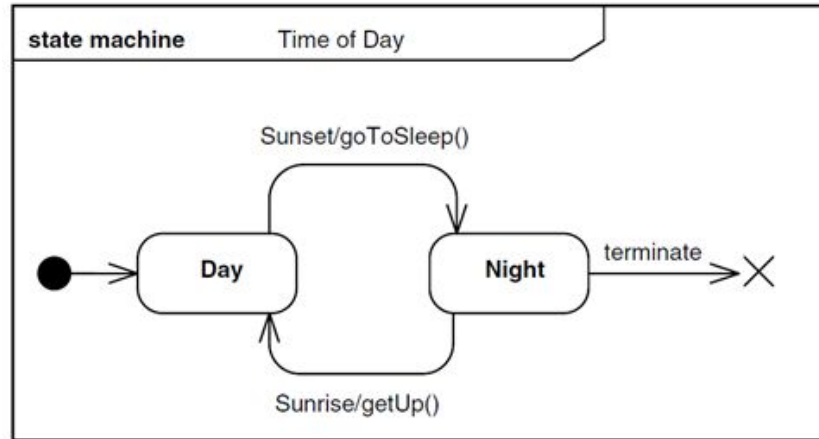 state machine Time of Day
Sunset/goToSleep()
Day
Night
terminate
Sunrise/getUp()